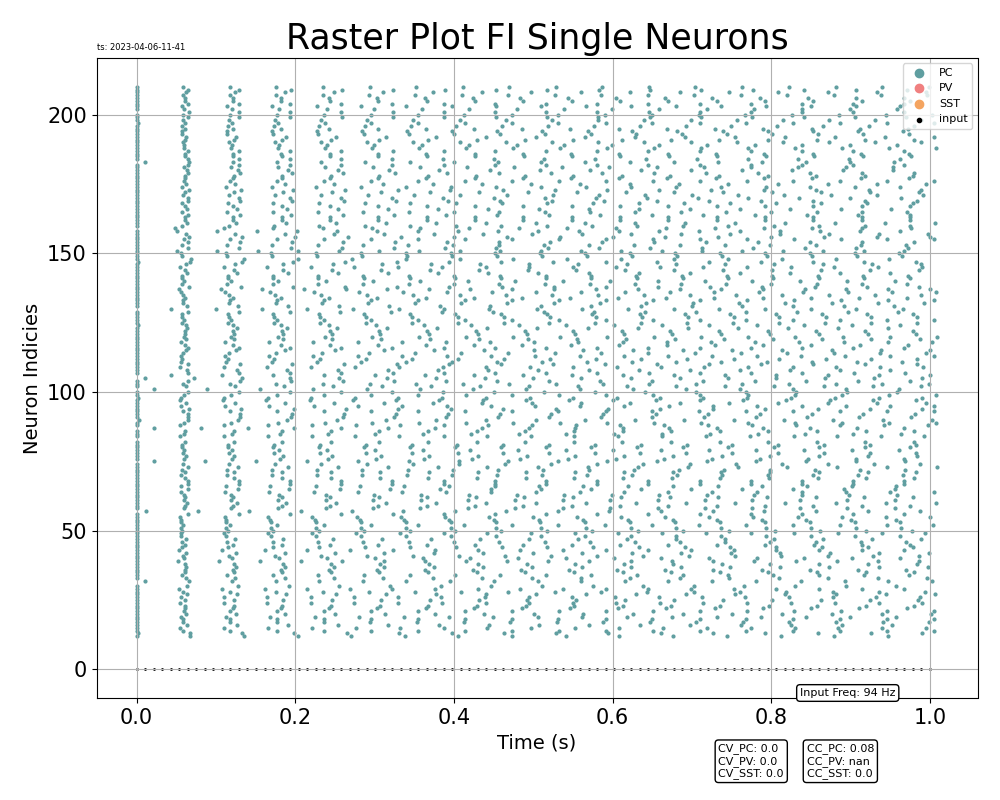 Raster Plot FI Single Neurons
ts: 2023-04-06-11-41
PC
PV
SST
input
200
150
100
50
0
Neuron Indicies
0.0 0.2 0.4 0.6 0.8 1.0
Input Freq: 94 Hz
Time (s)
CV_PC: 0.0
CV_PV: 0.0
CV_SST: 0.0
CC_PC: 0.08
CC_PV: nan
CC_SST: 0.0